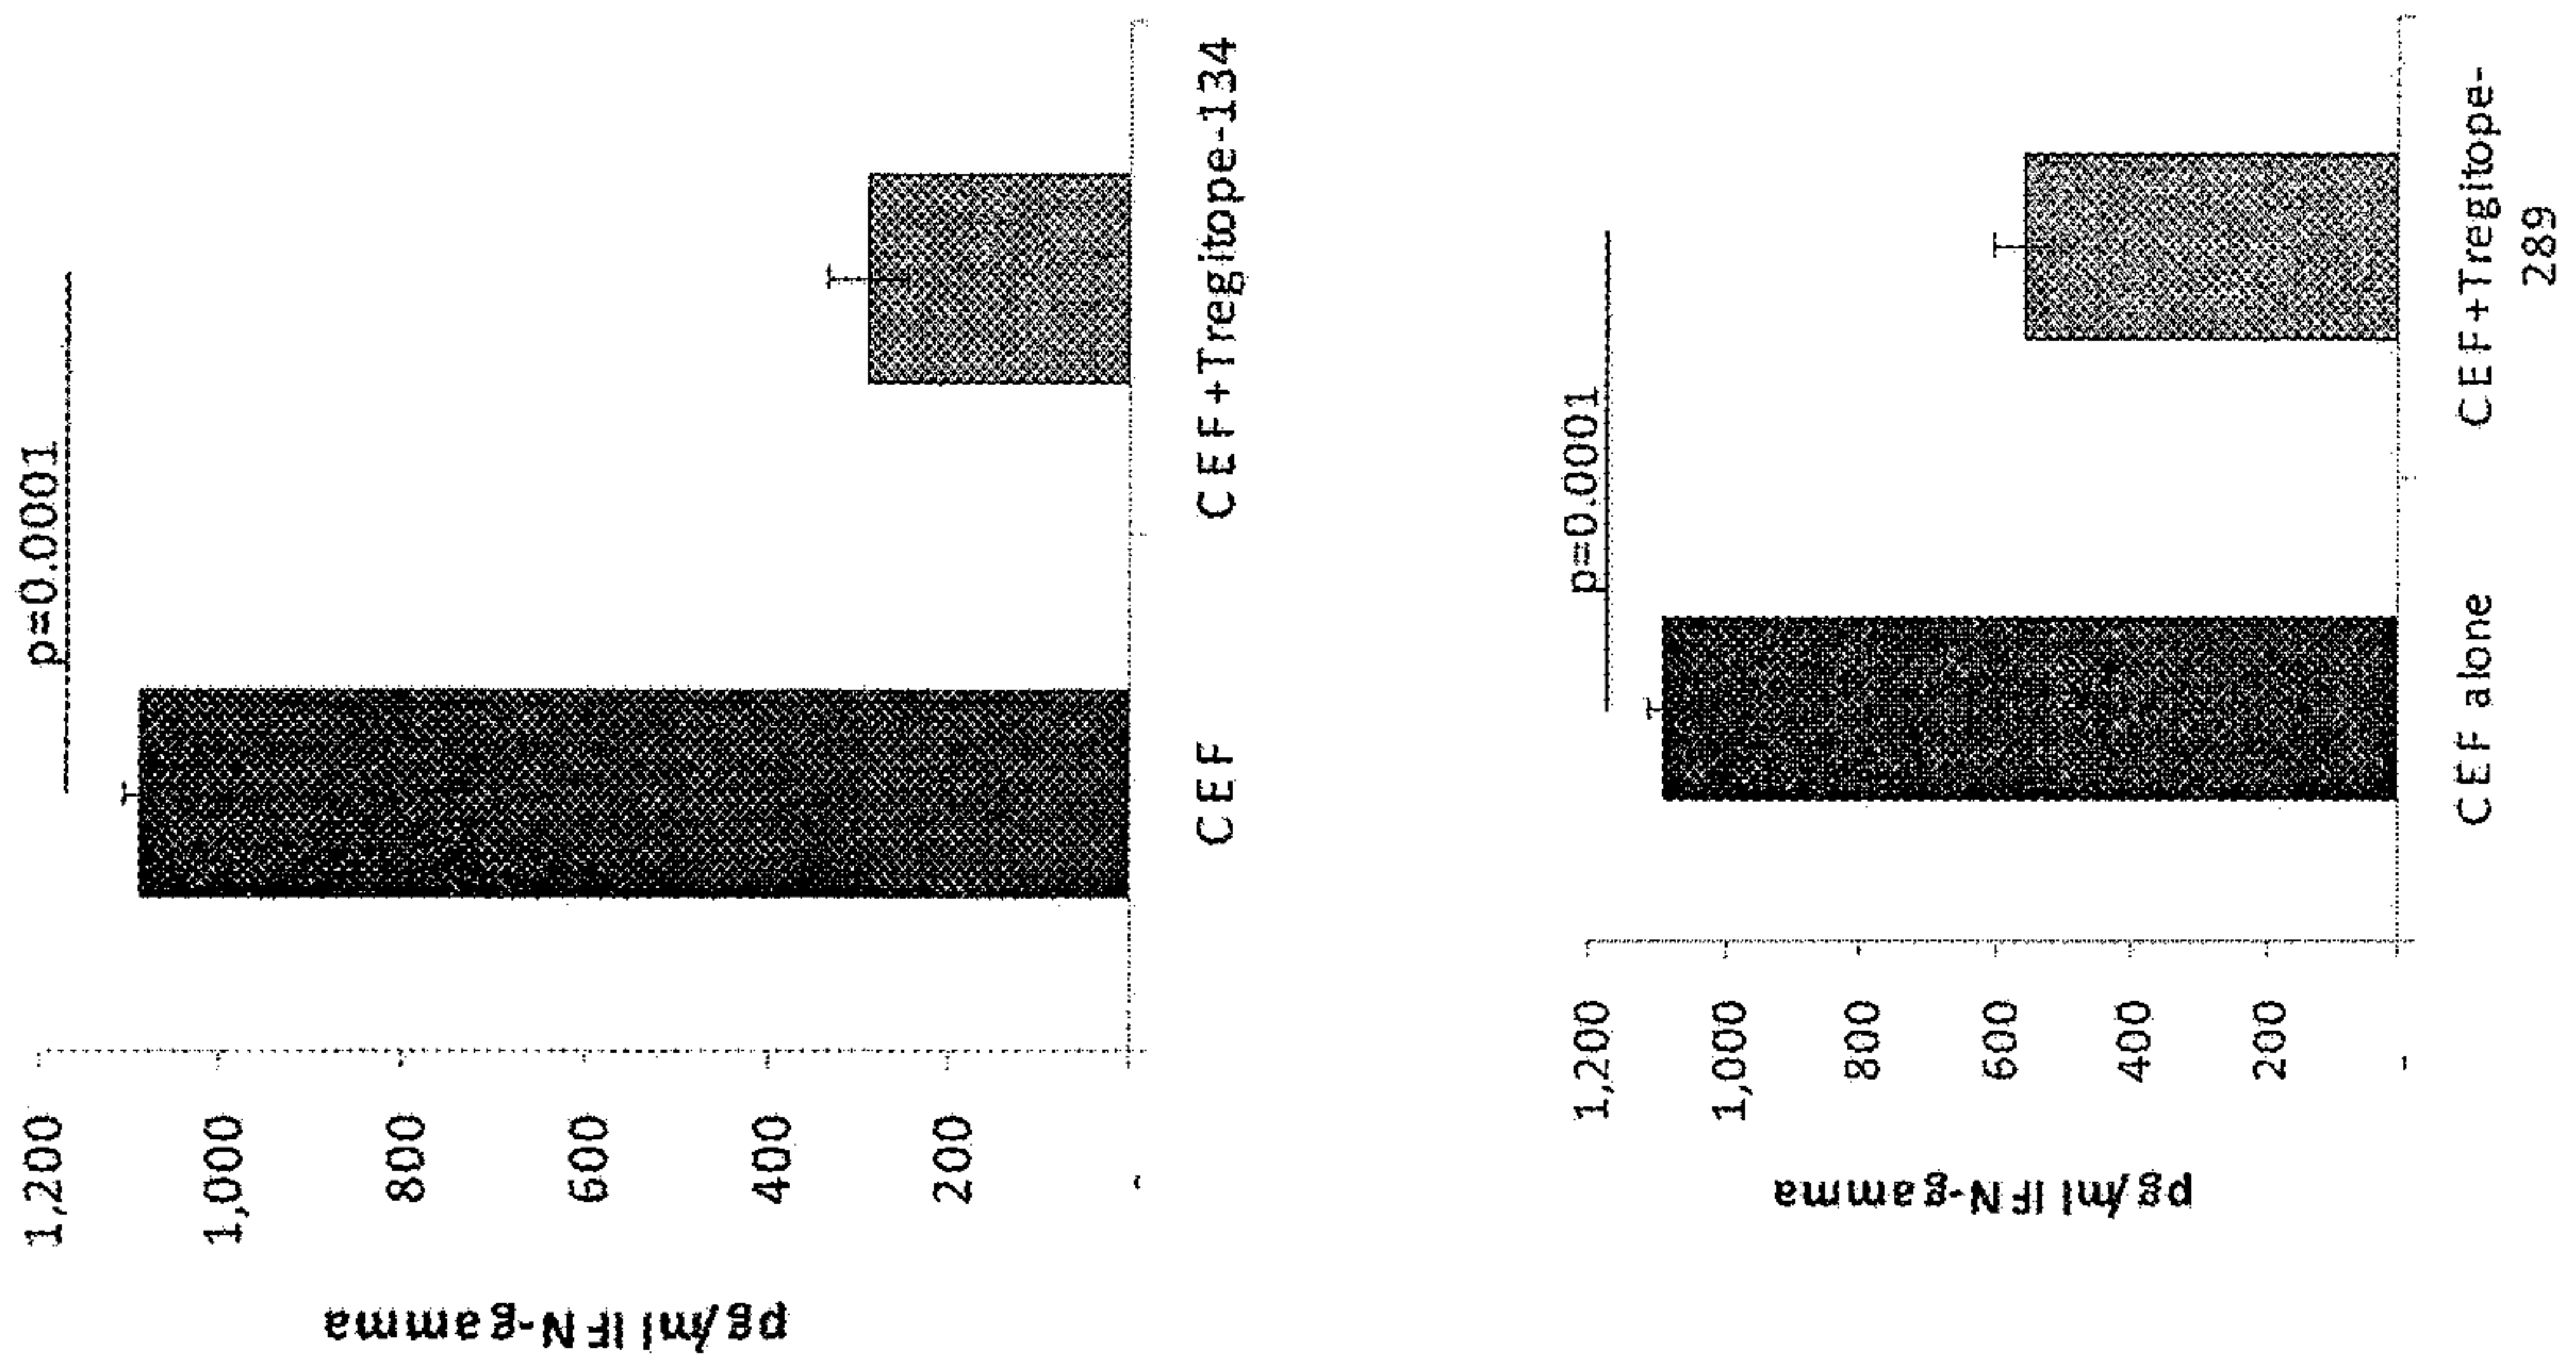 p=0.0001
1,200
1,000
800
600
400
200
-
pg/ml IFN-gamma
CEF
CEF+Tregitope-134
p=0.0001
1,200
1,000
800
600
400
200
-
pg/ml IFN-gamma
CEF alone
CEF+Tregitope-
289